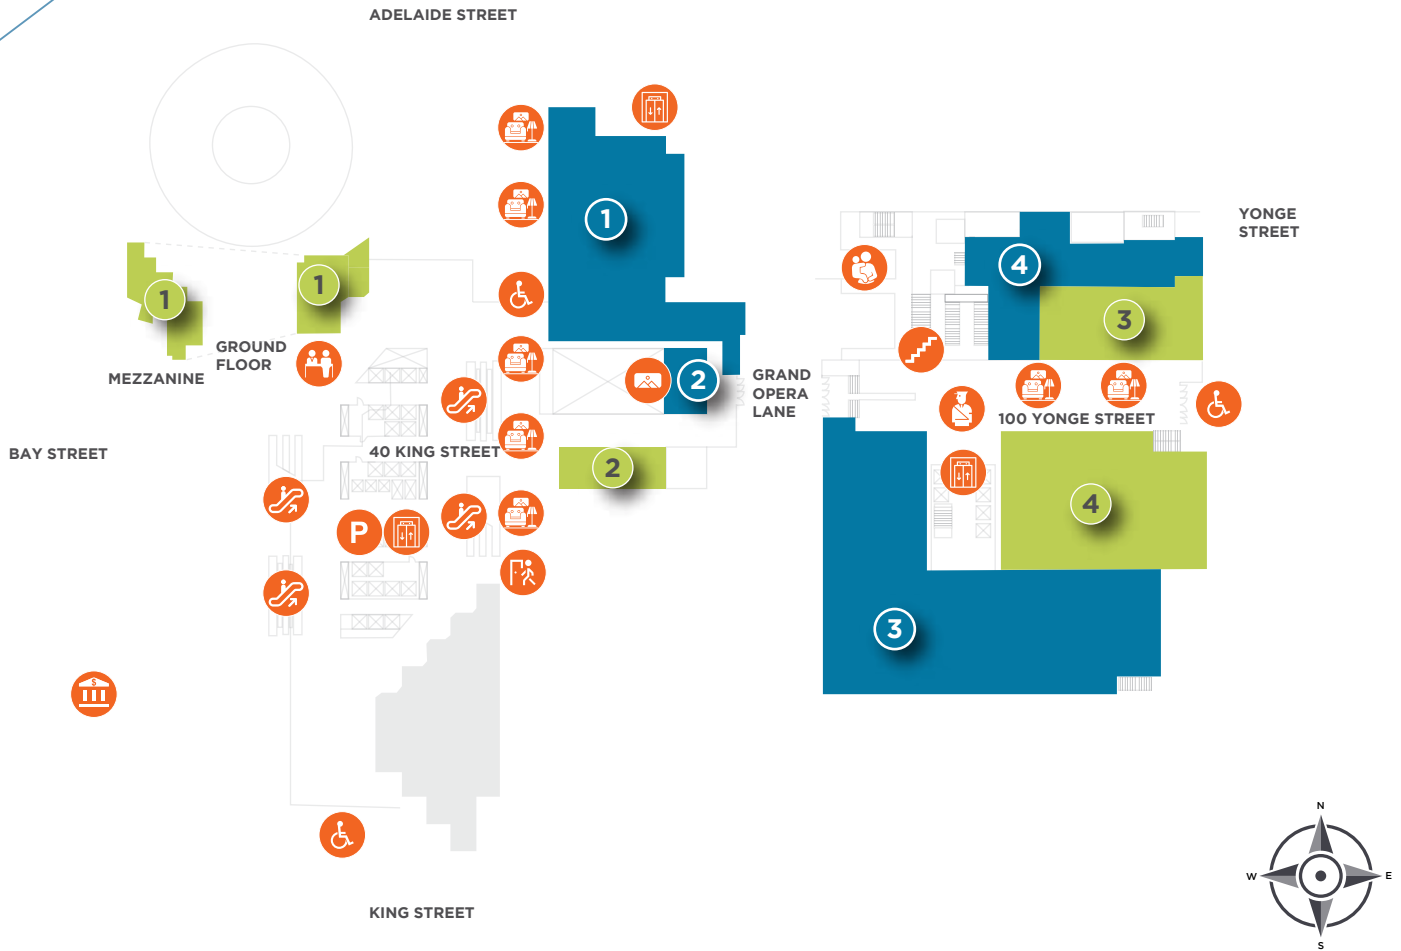 ADELAIDE STREET
1
YONGE
STREET
4
1
1
3
GROUND
FLOOR
MEZZANINE
2
GRAND
OPERA
LANE
100 YONGE STREET
BAY STREET
40 KING STREET
2
4
P
3
$
N
W
E
S
KING STREET